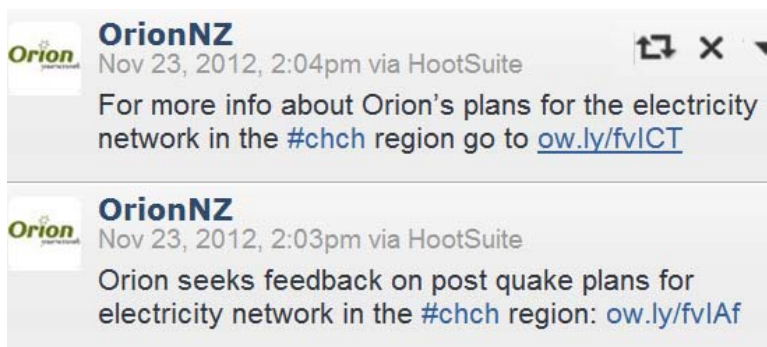 Orion
OrionNZ
Nov 23, 2012, 2:04pm via HootSuite
For more info about Orion's plans for the electricity
network in the #chch region go to ow.ly/fvICT
Orion
OrionNZ
Nov 23, 2012, 2:03pm via HootSuite
Orion seeks feedback on post quake plans for
electricity network in the #chch region: ow.ly/fvIAf